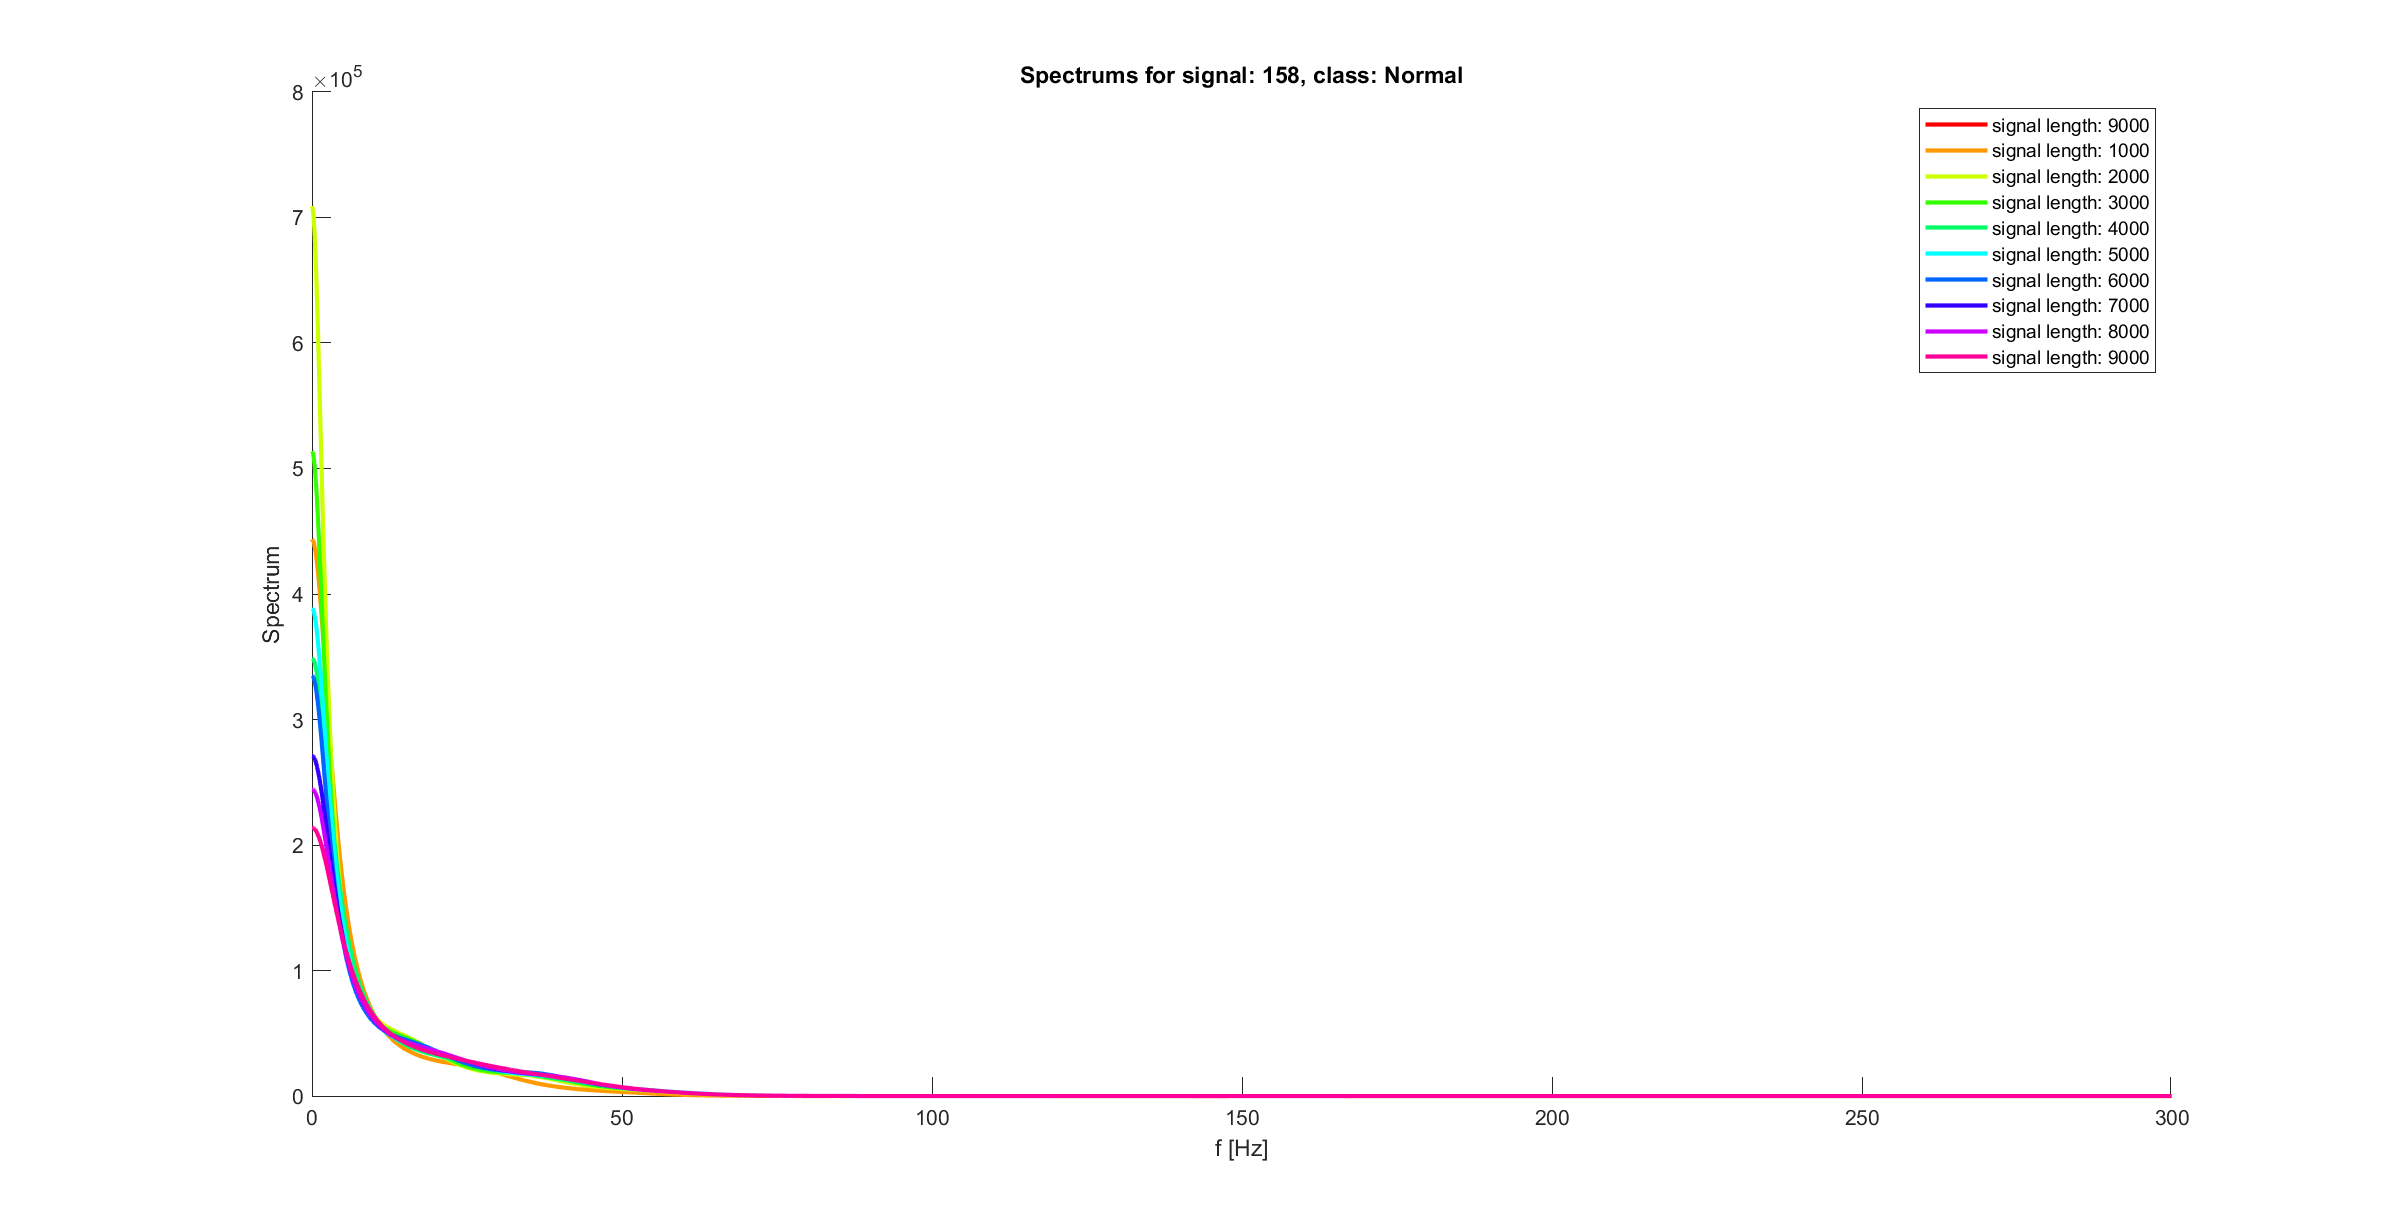 Spectrums for signal: 158, class: Normal
×10^5
8
7
6
5
4
3
2
1
0
Spectrum
signal length: 9000
signal length: 1000
signal length: 2000
signal length: 3000
signal length: 4000
signal length: 5000
signal length: 6000
signal length: 7000
signal length: 8000
signal length: 9000
0 50 100 150 200 250 300
f [Hz]